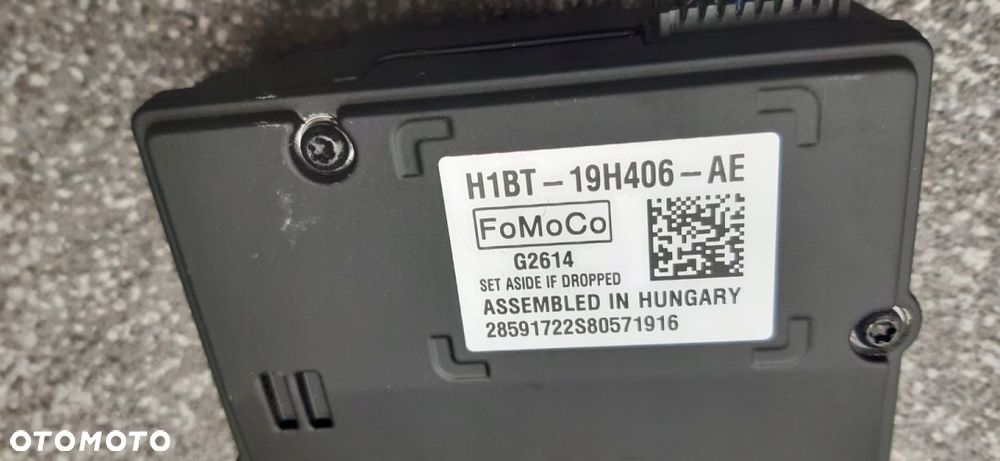 H1BT-19H406-AE
FoMoCo
G2614
SET ASIDE IF DROPPED
ASSEMBLED IN HUNGARY
28591722S80571916
OTOMOTO